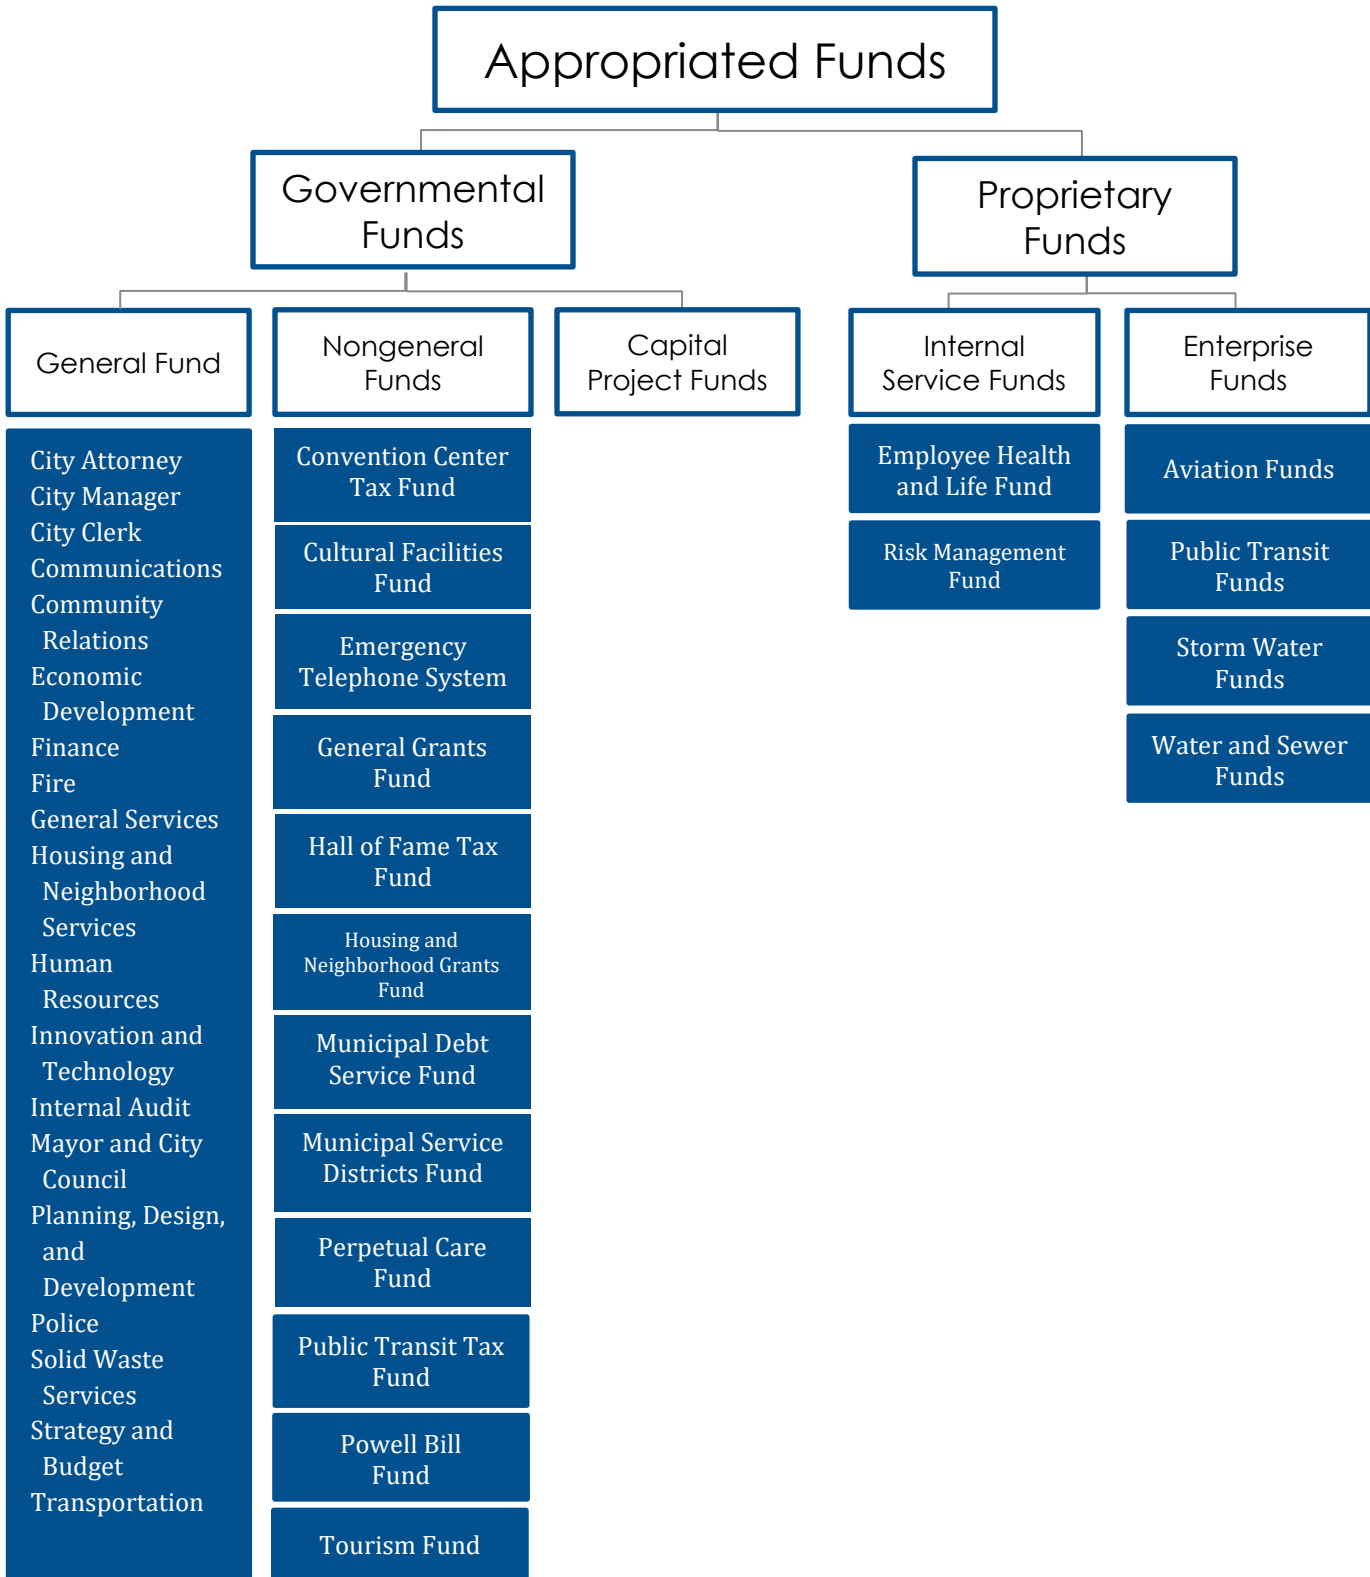 Appropriated Funds
Governmental
Funds
Proprietary
Funds
General Fund
Nongeneral
Funds
Capital
Project Funds
Internal
Service Funds
Enterprise
Funds
City Attorney
City Manager
City Clerk
Communications
Community
Relations
Economic
Development
Finance
Fire
General Services
Housing and
Neighborhood
Services
Human
Resources
Innovation and
Technology
Internal Audit
Mayor and City
Council
Planning, Design,
and
Development
Police
Solid Waste
Services
Strategy and
Budget
Transportation
Convention Center
Tax Fund
Cultural Facilities
Fund
Emergency
Telephone System
General Grants
Fund
Hall of Fame Tax
Fund
Housing and
Neighborhood Grants
Fund
Municipal Debt
Service Fund
Municipal Service
Districts Fund
Perpetual Care
Fund
Public Transit Tax
Fund
Powell Bill
Fund
Tourism Fund
Employee Health
and Life Fund
Risk Management
Fund
Aviation Funds
Public Transit
Funds
Storm Water
Funds
Water and Sewer
Funds